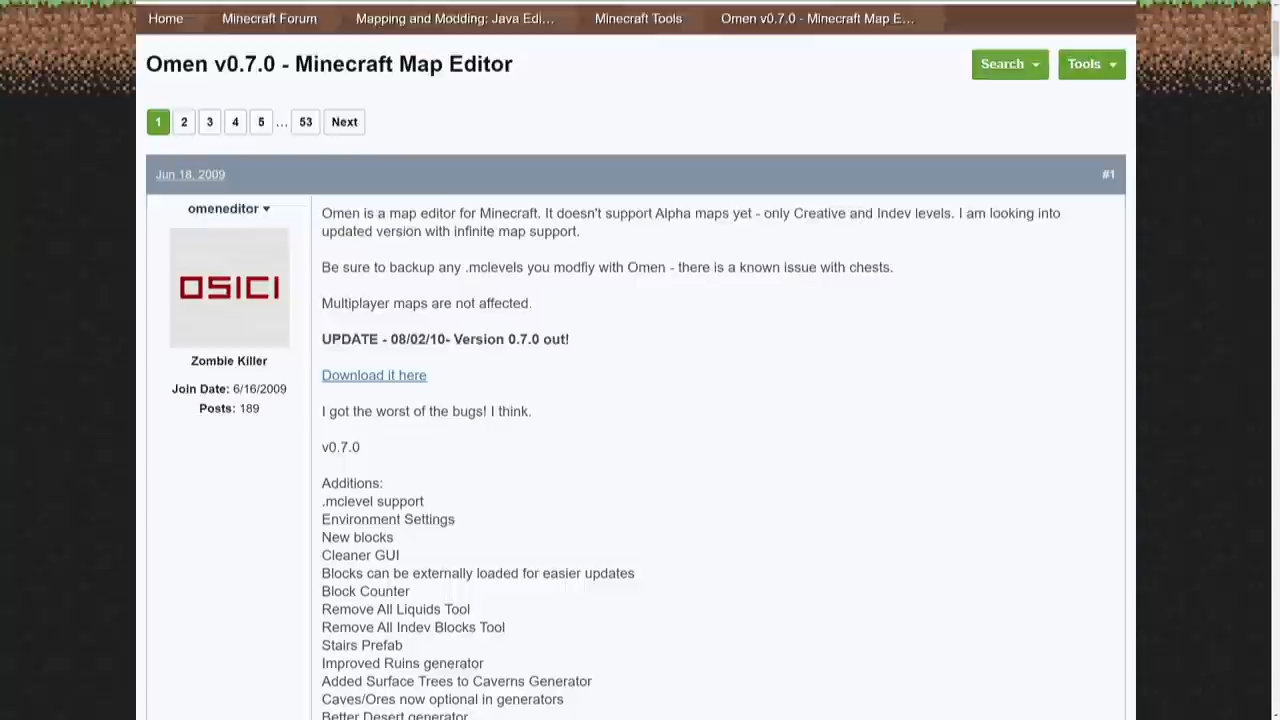 Home Minecraft Forum Mapping and Modding: Java Edi... Minecraft Tools Omen v0.7.0 - Minecraft Map E...
Omen v0.7.0 - Minecraft Map Editor
Search Tools
1 2 3 4 5 ... 53 Next
Jun 18, 2009 #1
omeneditor
OSICI
Zombie Killer
Join Date: 6/16/2009
Posts: 189
Omen is a map editor for Minecraft. It doesn't support Alpha maps yet - only Creative and Indev levels. I am looking into
updated version with infinite map support.
Be sure to backup any .mclevels you modfiy with Omen - there is a known issue with chests.
Multiplayer maps are not affected.
UPDATE - 08/02/10- Version 0.7.0 out!
Download it here
I got the worst of the bugs! I think.
v0.7.0
Additions:
.mclevel support
Environment Settings
New blocks
Cleaner GUI
Blocks can be externally loaded for easier updates
Block Counter
Remove All Liquids Tool
Remove All Indev Blocks Tool
Stairs Prefab
Improved Ruins generator
Added Surface Trees to Caverns Generator
Caves/Ores now optional in generators
Better Desert generator